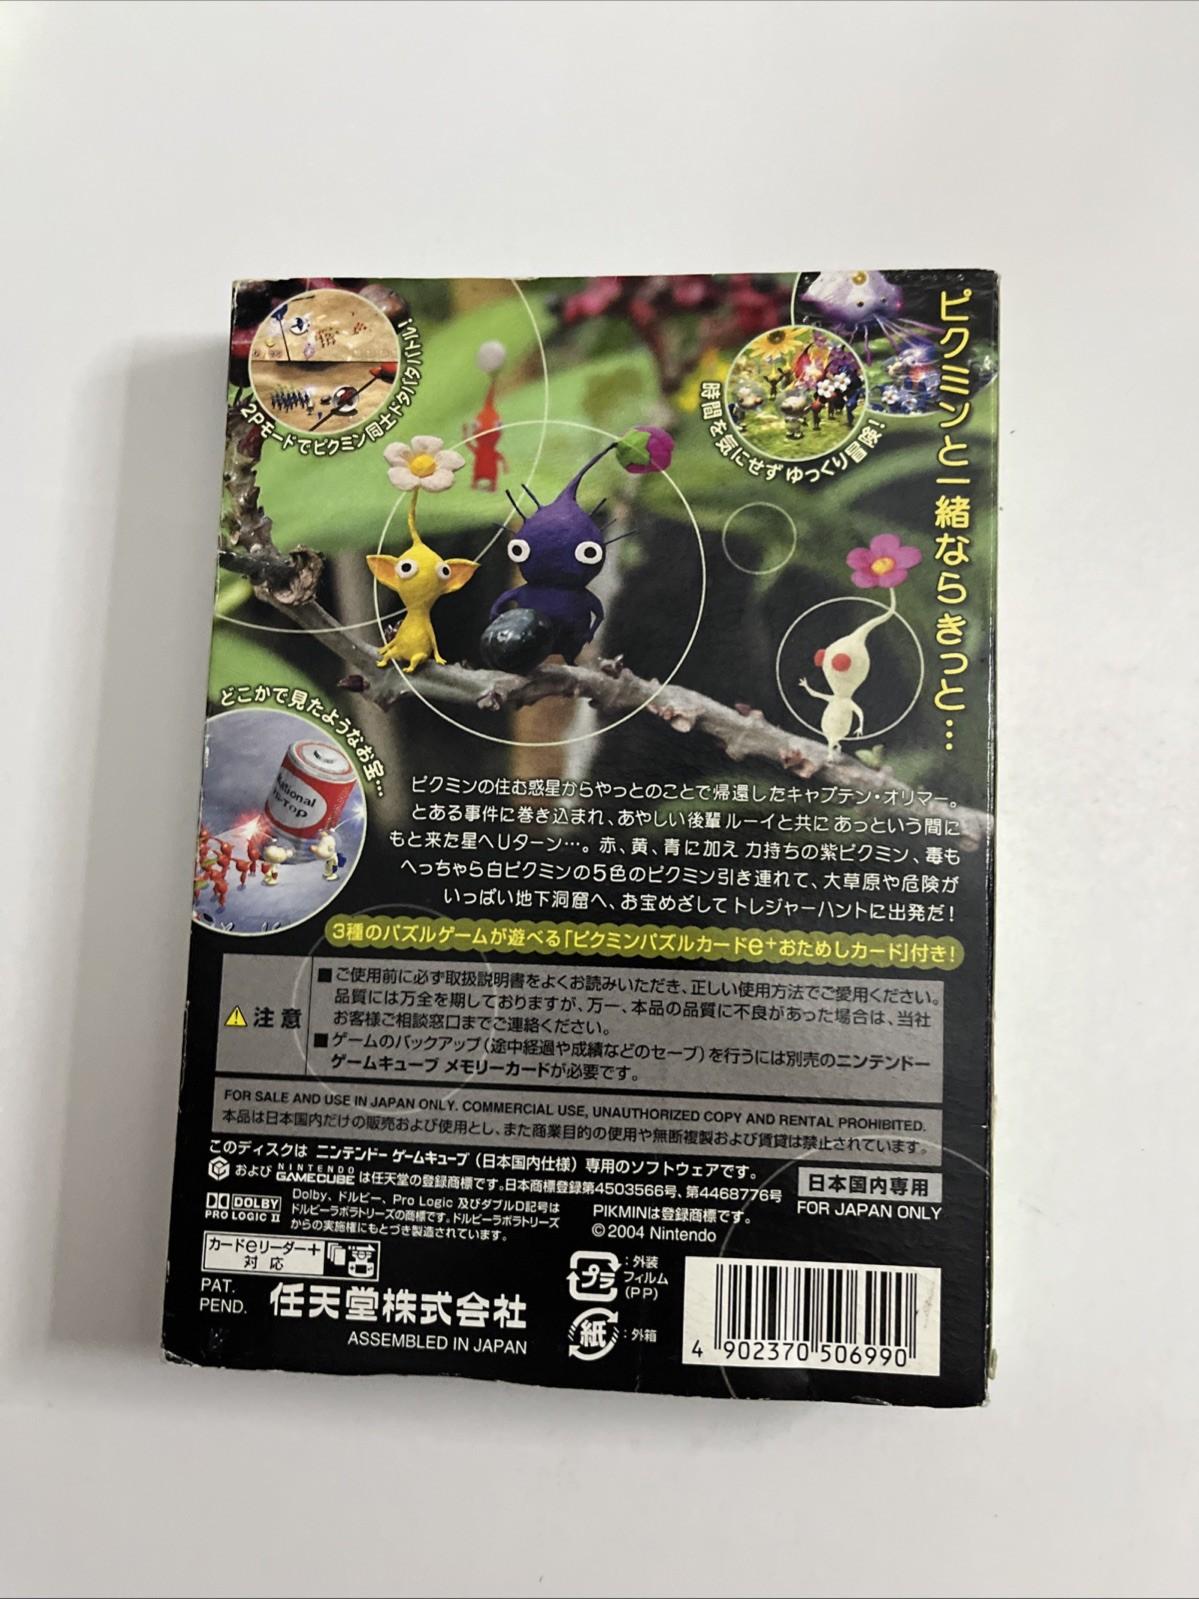 ピクミンと一緒ならきっと…
2Pモードでピクミン同士ドタバタバトル!
時間を気にせずゆっくり冒険!
どこかで見たようなお宝…
ピクミンの住む惑星からやっとのことで帰還したキャプテン・オリマー。
とある事件に巻き込まれ、あやしい後輩 ルーイと共に あっという間に
もと来た星へUターン…。赤、黄、青に加え 力持ちの紫ピクミン、毒も
へっちゃら白ピクミンの5色のピクミン引き連れて、大草原や危険が
いっぱい地下洞窟へ、お宝めざしてトレジャーハントに出発だ!
3種のパズルゲームが遊べる「ピクミンパズルカードe+おためしカード」付き!
注意
■ご使用前に必ず取扱説明書をよくお読みいただき、正しい使用方法でご愛用ください。
品質には万全を期しておりますが、万一、本品の品質に不良があった場合は、当社
お客様ご相談窓口までご連絡ください。
■ゲームのバックアップ(途中経過や成績などのセーブ)を行うには別売のニンテンドー
ゲームキューブ メモリーカードが必要です。
FOR SALE AND USE IN JAPAN ONLY. COMMERCIAL USE, UNAUTHORIZED COPY AND RENTAL PROHIBITED.
本品は日本国内だけの販売および使用とし、また商業目的の使用や無断複製および賃貸は禁止されています。
このディスクは ニンテンドー ゲームキューブ(日本国内仕様)専用のソフトウェアです。
および NINTENDO GAMECUBE は任天堂の登録商標です。日本商標登録第4503566号、第4468776号
DOLBY
PRO LOGIC II
Dolby、ドルビー、Pro Logic 及びダブルD記号は
ドルビーラボラトリーズの商標です。ドルビーラボラトリーズ
からの実施権にもとづき製造されています。
PIKMINは登録商標です。
©2004 Nintendo
日本国内専用
FOR JAPAN ONLY
カードeリーダー+
対応
PAT.
PEND.
任天堂株式会社
ASSEMBLED IN JAPAN
プラ
:外装
フィルム
(PP)
紙
:外箱
4 902370 506990